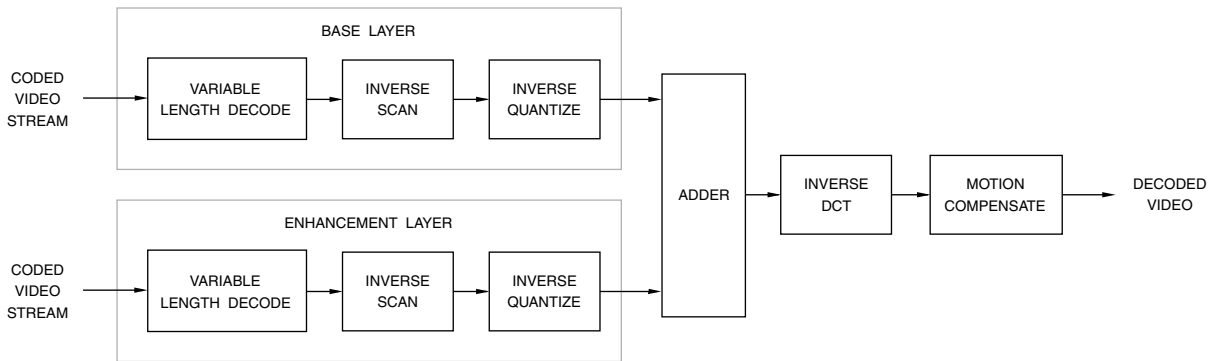 BASE LAYER
CODED
VIDEO
STREAM
VARIABLE
LENGTH DECODE
INVERSE
SCAN
INVERSE
QUANTIZE
ADDER
INVERSE
DCT
MOTION
COMPENSATE
DECODED
VIDEO
ENHANCEMENT LAYER
CODED
VIDEO
STREAM
VARIABLE
LENGTH DECODE
INVERSE
SCAN
INVERSE
QUANTIZE